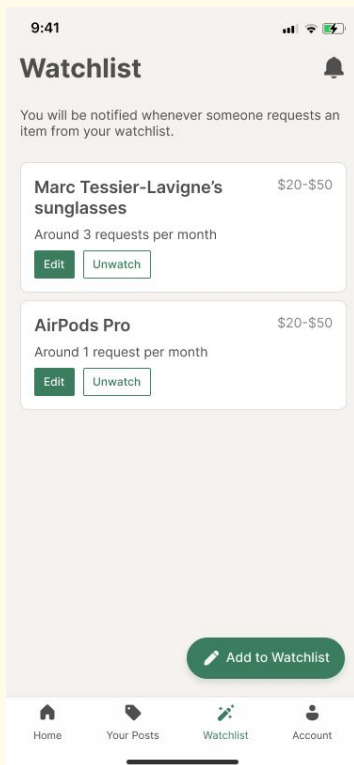 9:41
Watchlist
You will be notified whenever someone requests an
item from your watchlist.
Marc Tessier-Lavigne's
sunglasses
$20-$50
Around 3 requests per month
Edit
Unwatch
AirPods Pro
$20-$50
Around 1 request per month
Edit
Unwatch
Add to Watchlist
Home
Your Posts
Watchlist
Account